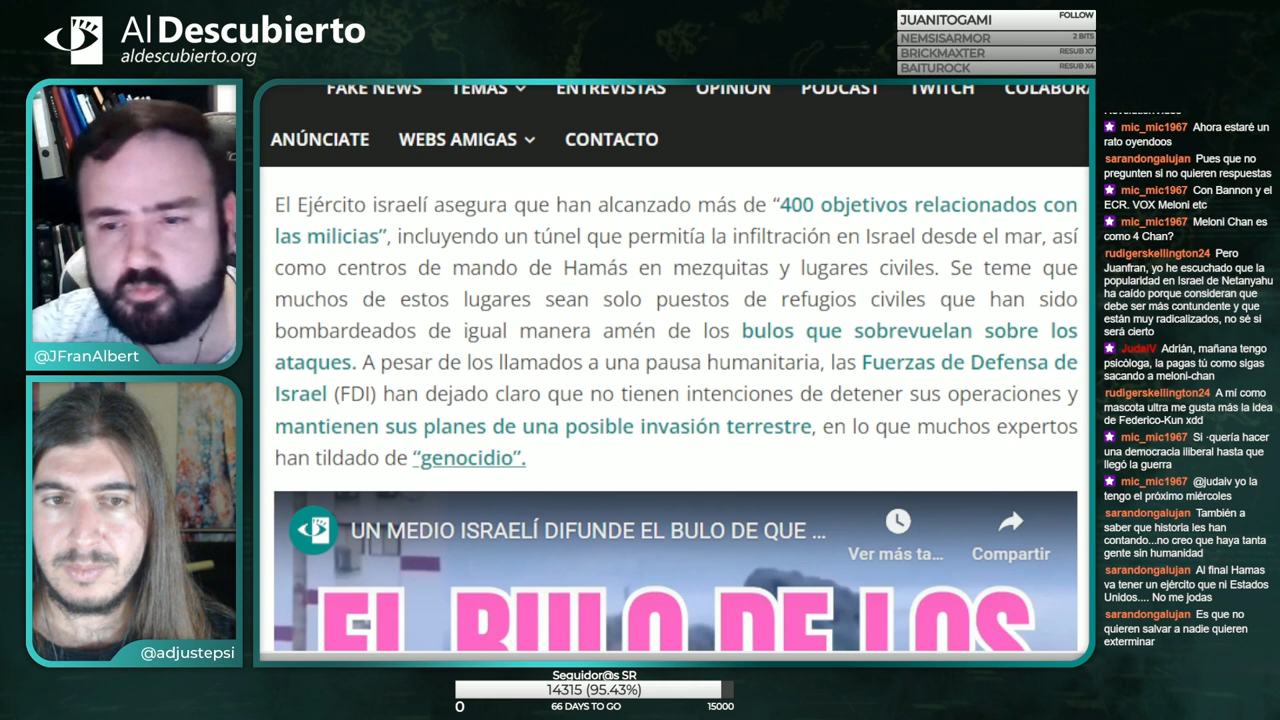 Al Descubierto
aldescubierto.org
JUANITOGAMI FOLLOW
NEMSISARMOR 2 BITS
BRICKMAXTER RESUB X7
BAITUROCK RESUB X4
FAKE NEWS TEMAS ENTREVISTAS OPINIÓN PODCAST TWITCH COLABORA
ANÚNCIATE WEBS AMIGAS CONTACTO
El Ejército israelí asegura que han alcanzado más de “400 objetivos relacionados con
las milicias”, incluyendo un túnel que permitía la infiltración en Israel desde el mar, así
como centros de mando de Hamás en mezquitas y lugares civiles. Se teme que
muchos de estos lugares sean solo puestos de refugios civiles que han sido
bombardeados de igual manera amén de los bulos que sobrevuelan sobre los
ataques. A pesar de los llamados a una pausa humanitaria, las Fuerzas de Defensa de
Israel (FDI) han dejado claro que no tienen intenciones de detener sus operaciones y
mantienen sus planes de una posible invasión terrestre, en lo que muchos expertos
han tildado de “genocidio”.
UN MEDIO ISRAELÍ DIFUNDE EL BULO DE QUE ...
Ver más ta... Compartir
EL BULO DE LOS
@JFranAlbert
@adjustepsi
mic_mic1967 Ahora estaré un
rato oyendoos
sarandongalujan Pues que no
pregunten si no quieren respuestas
mic_mic1967 Con Bannon y el
ECR. VOX Meloni etc
mic_mic1967 Meloni Chan es
como 4 Chan?
rudigerskellington24 Pero
Juanfran, yo he escuchado que la
popularidad en Israel de Netanyahu
ha caído porque consideran que
debe ser más contundente y que
están muy radicalizados, no sé si
será cierto
JudaIV Adrián, mañana tengo
psicóloga, la pagas tú como sigas
sacando a meloni-chan
rudigerskellington24 A mí como
mascota ultra me gusta más la idea
de Federico-Kun xdd
mic_mic1967 Si ·quería hacer
una democracia iliberal hasta que
llegó la guerra
mic_mic1967 @judaiv yo la
tengo el próximo miércoles
sarandongalujan También a
saber que historia les han
contando...no creo que haya tanta
gente sin humanidad
sarandongalujan Al final Hamas
va tener un ejército que ni Estados
Unidos.... No me jodas
sarandongalujan Es que no
quieren salvar a nadie quieren
exterminar
Seguidor@s SR
14315 (95.43%)
0 66 DAYS TO GO 15000